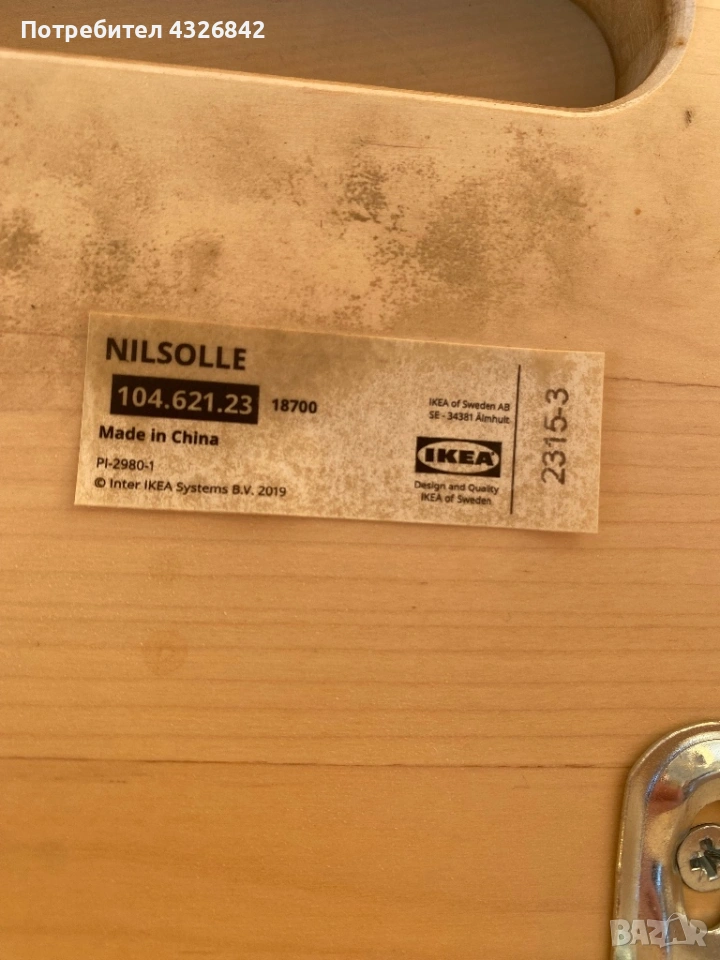 Потребител 4326842
NILSOLLE
104.621.23 18700
Made in China
PI-2980-1
© Inter IKEA Systems B.V. 2019
IKEA of Sweden AB
SE - 34381 Älmhult
IKEA
Design and Quality
IKEA of Sweden
2315-3
BAZAR